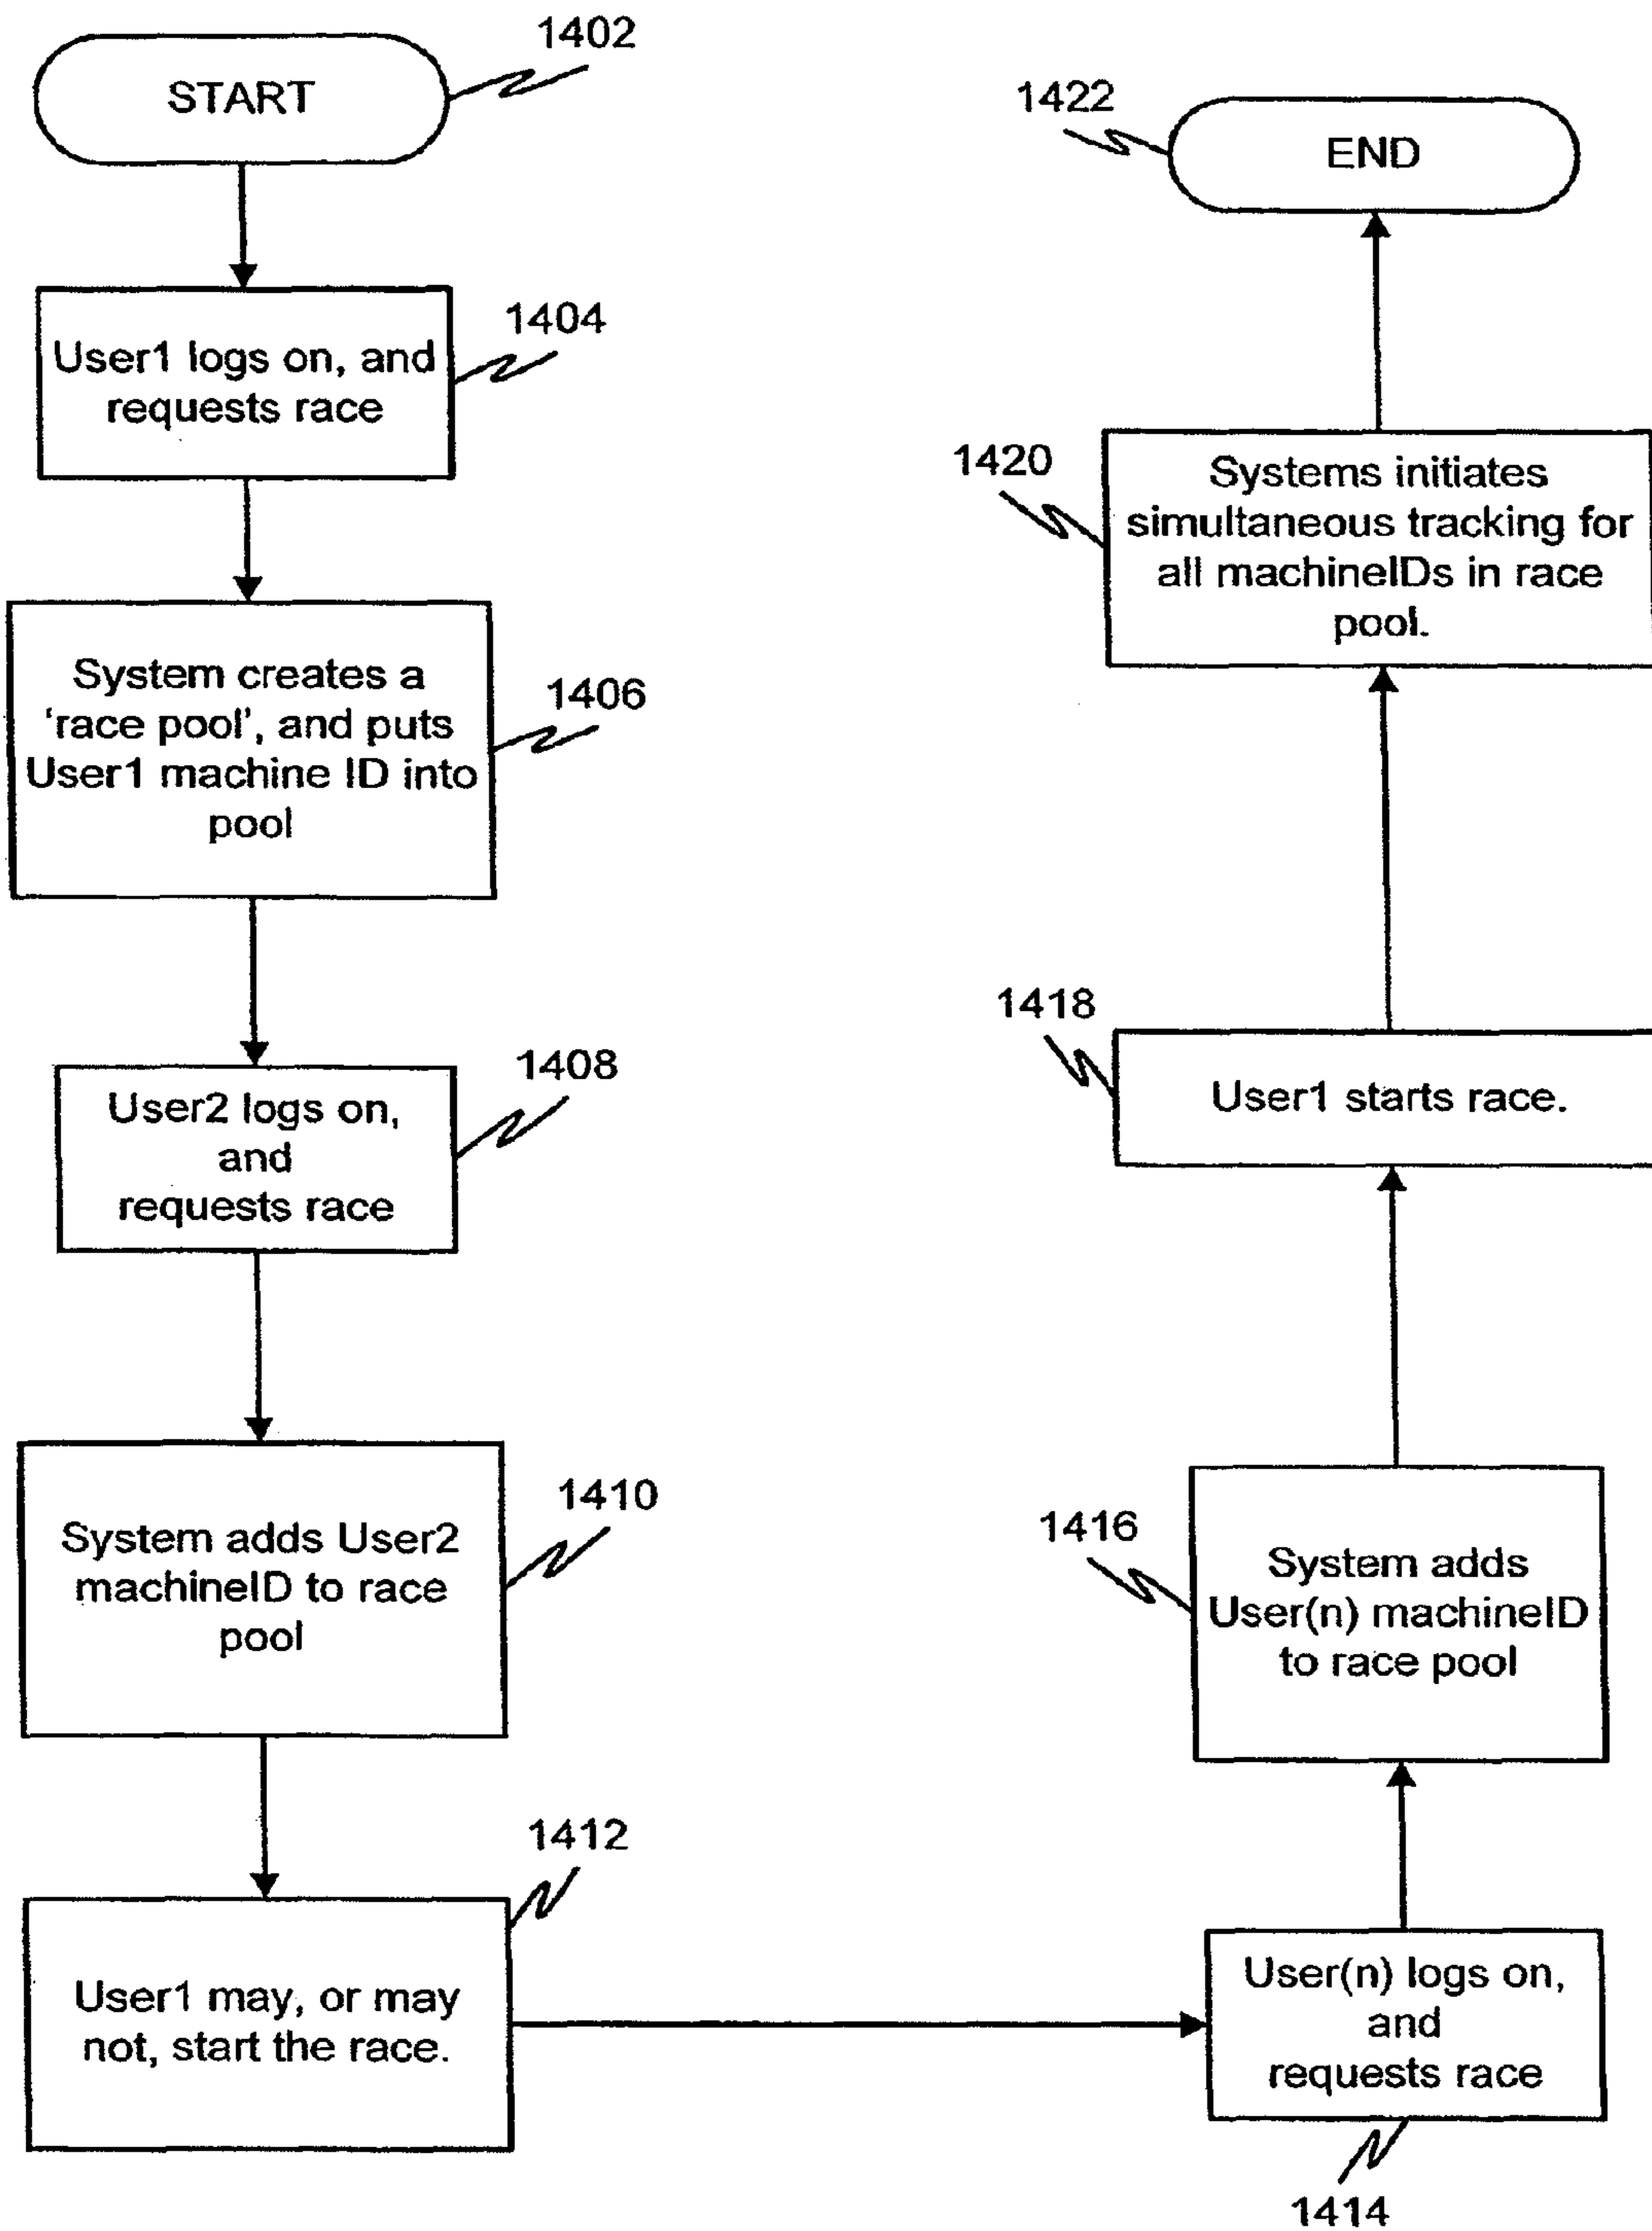 1402
START
1404
User1 logs on, and
requests race
1406
System creates a
'race pool', and puts
User1 machine ID into
pool
1408
User2 logs on,
and
requests race
1410
System adds User2
machineID to race
pool
1412
User1 may, or may
not, start the race.
User(n) logs on,
and
requests race
1414
1416
System adds
User(n) machineID
to race pool
1418
User1 starts race.
1420
Systems initiates
simultaneous tracking for
all machineIDs in race
pool.
1422
END